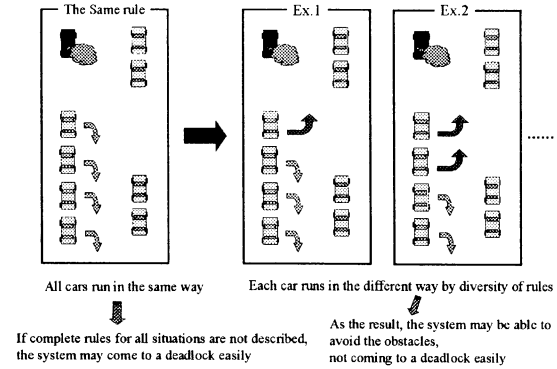 The Same rule
Ex.1
Ex.2
......
All cars run in the same way
Each car runs in the different way by diversity of rules
If complete rules for all situations are not described,
the system may come to a deadlock easily
As the result, the system may be able to
avoid the obstacles,
not coming to a deadlock easily